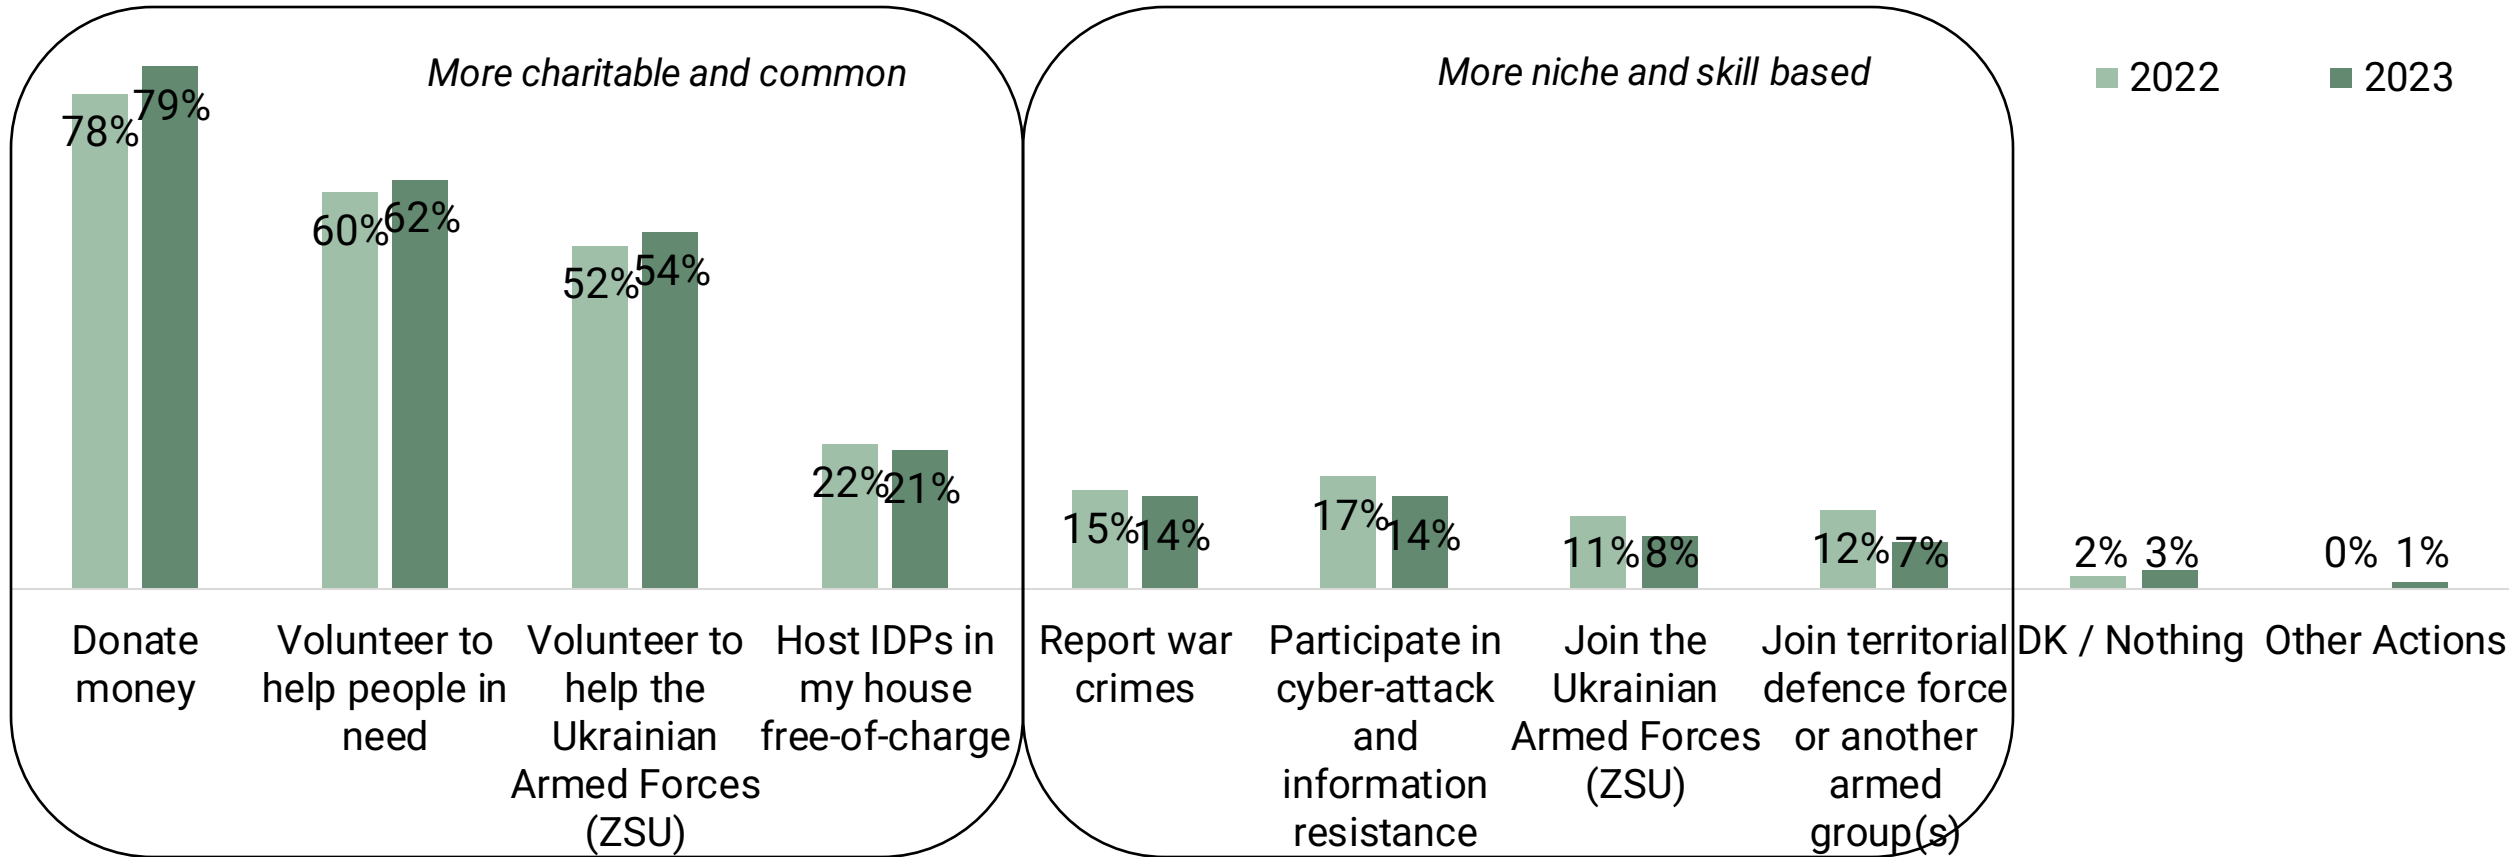 More charitable and common
More niche and skill based
2022
2023
78%
79%
60%
62%
52%
54%
22%
21%
15%
14%
17%
14%
11%
8%
12%
7%
2%
3%
0%
1%
Donate
money
Volunteer to
help people in
need
Volunteer to
help the
Ukrainian
Armed Forces
(ZSU)
Host IDPs in
my house
free-of-charge
Report war
crimes
Participate in
cyber-attack
and
information
resistance
Join the
Ukrainian
Armed Forces
(ZSU)
Join territorial
defence force
or another
armed
group(s)
DK / Nothing
Other Actions